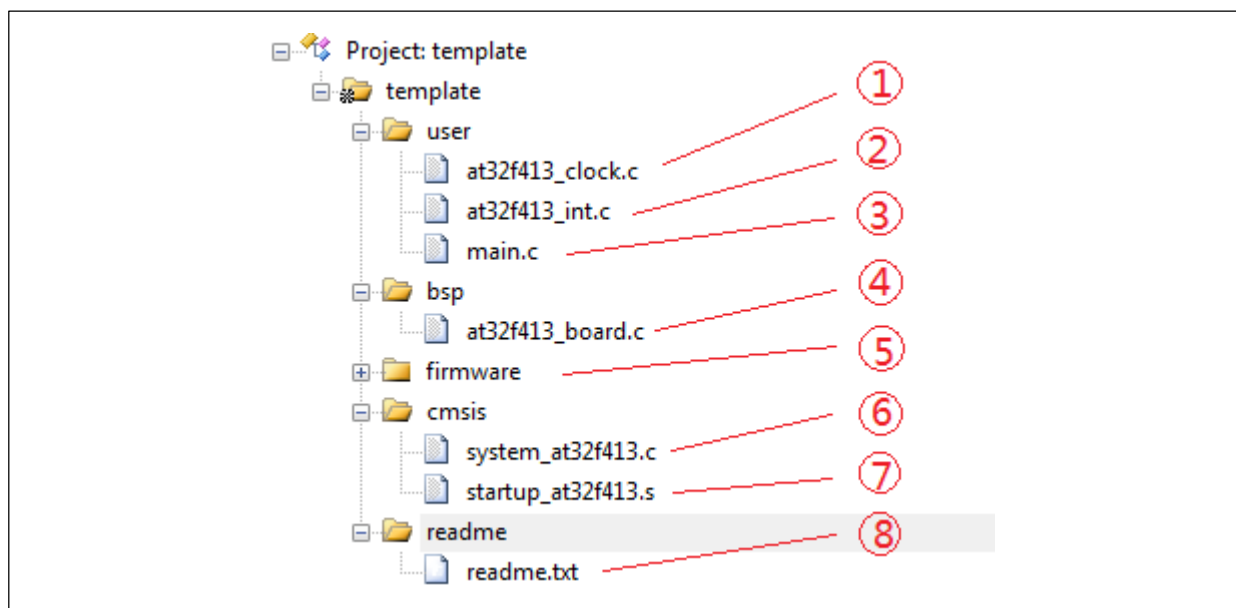 Project: template
template
①
user
at32f413_clock.c
②
at32f413_int.c
③
main.c
bsp
④
at32f413_board.c
⑤
firmware
cmsis
⑥
system_at32f413.c
⑦
startup_at32f413.s
readme
⑧
readme.txt